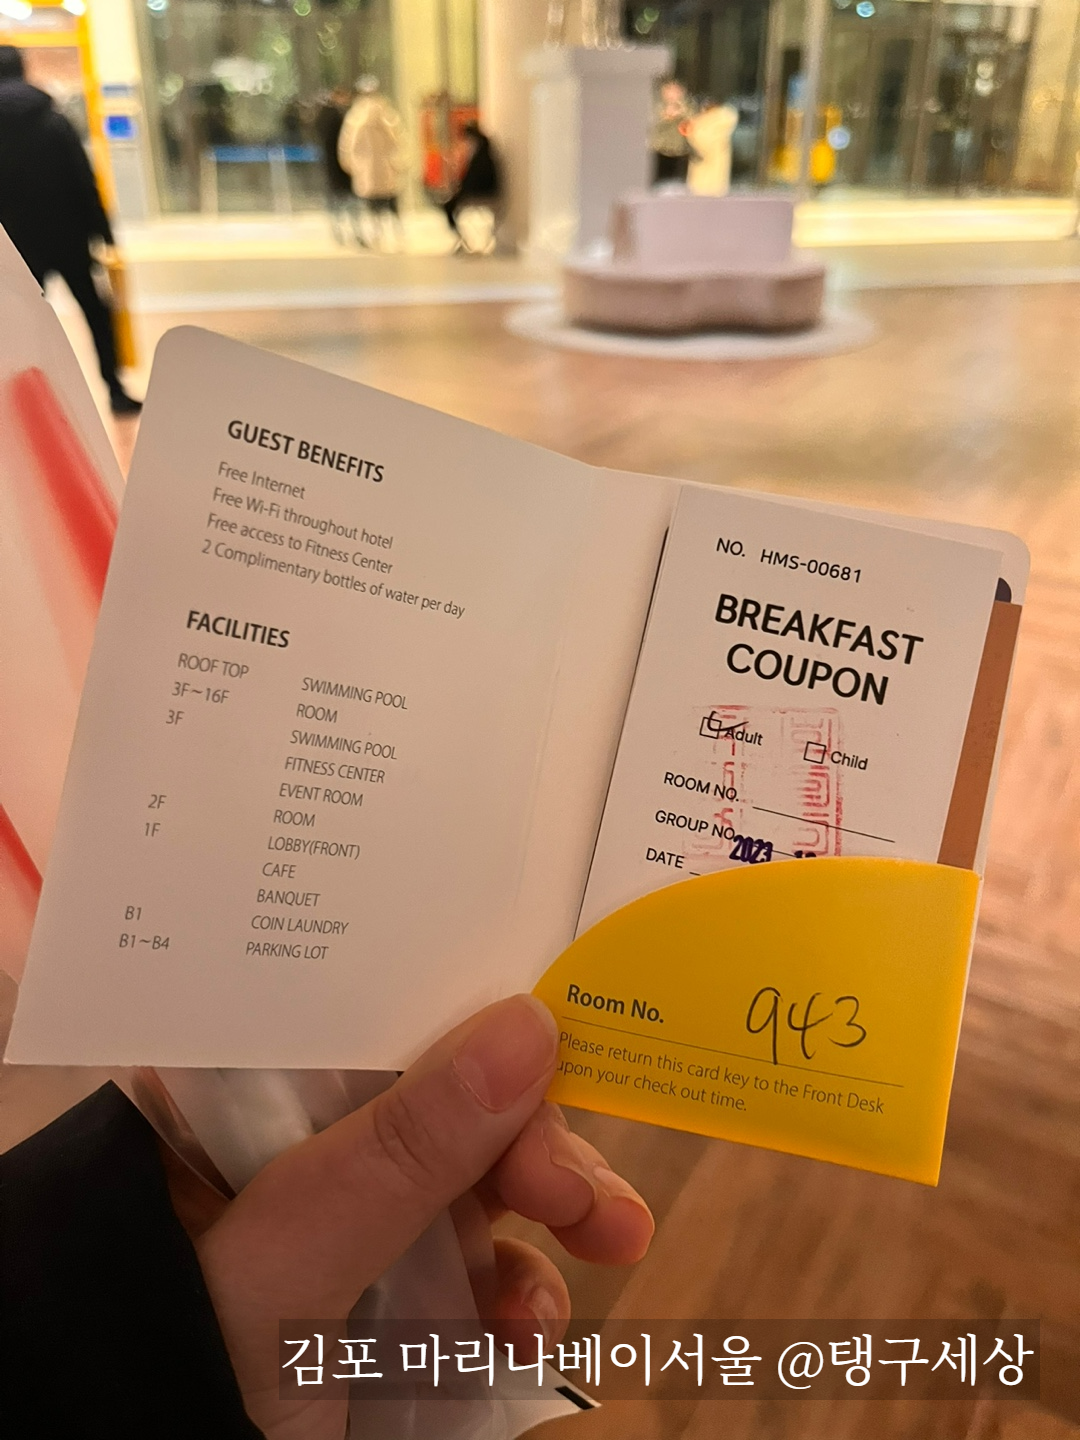 GUEST BENEFITS
Free Internet
Free Wi-Fi throughout hotel
Free access to Fitness Center
2 Complimentary bottles of water per day
FACILITIES
ROOF TOP SWIMMING POOL
3F~16F ROOM
3F SWIMMING POOL
FITNESS CENTER
EVENT ROOM
2F ROOM
1F LOBBY(FRONT)
CAFE
BANQUET
B1 COIN LAUNDRY
B1~B4 PARKING LOT
NO. HMS-00681
BREAKFAST
COUPON
Adult Child
ROOM NO.
GROUP NO.
DATE 2023
Room No. 943
Please return this card key to the Front Desk
upon your check out time.
김포 마리나베이서울 @탱구세상